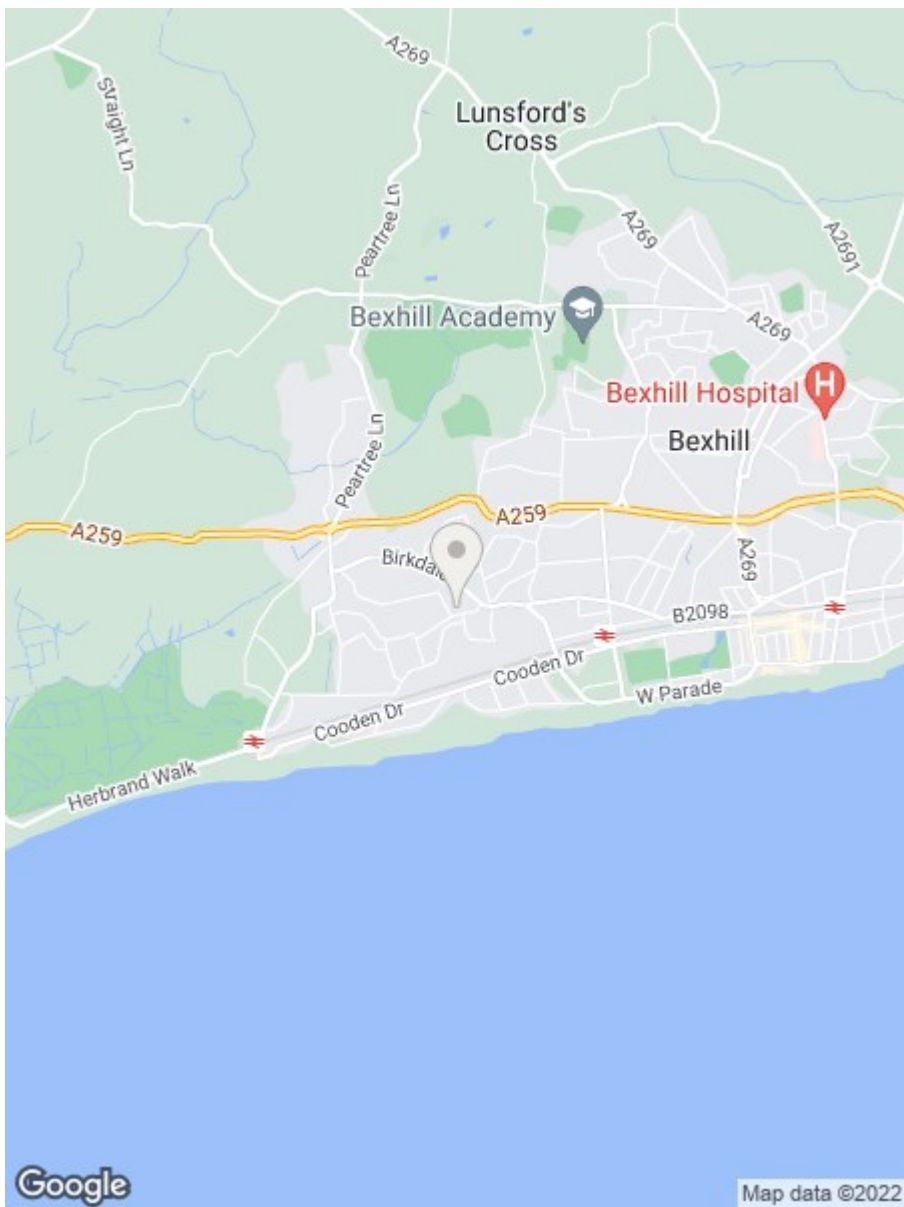 A269
Lunsford's
Cross
Straight Ln
Peartree Ln
A269
A2691
Bexhill Academy
A269
Bexhill Hospital
H
Bexhill
Peartree Ln
A259
A259
Birkdale
A269
B2098
Cooden Dr
W Parade
Cooden Dr
Herbrand Walk
Google
Map data ©2022